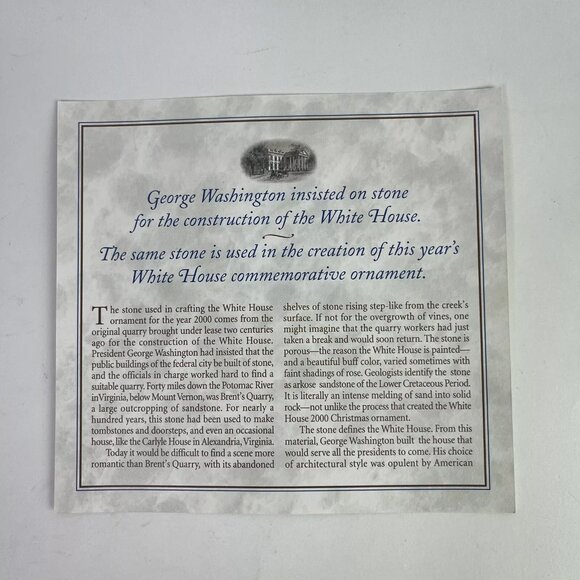 George Washington insisted on stone
for the construction of the White House.
The same stone is used in the creation of this year's
White House commemorative ornament.
The stone used in crafting the White House
ornament for the year 2000 comes from the
original quarry brought under lease two centuries
ago for the construction of the White House.
President George Washington had insisted that the
public buildings of the federal city be built of stone,
and the officials in charge worked hard to find a
suitable quarry. Forty miles down the Potomac River
in Virginia, below Mount Vernon, was Brent's Quarry,
a large outcropping of sandstone. For nearly a
hundred years, this stone had been used to make
tombstones and doorsteps, and even an occasional
house, like the Carlyle House in Alexandria, Virginia.
Today it would be difficult to find a scene more
romantic than Brent's Quarry, with its abandoned
shelves of stone rising step-like from the creek's
surface. If not for the overgrowth of vines, one
might imagine that the quarry workers had just
taken a break and would soon return. The stone is
porous—the reason the White House is painted—
and a beautiful buff color, varied sometimes with
faint shadings of rose. Geologists identify the stone
as arkose sandstone of the Lower Cretaceous Period.
It is literally an intense melding of sand into solid
rock—not unlike the process that created the White
House 2000 Christmas ornament.
The stone defines the White House. From this
material, George Washington built the house that
would serve all the presidents to come. His choice
of architectural style was opulent by American